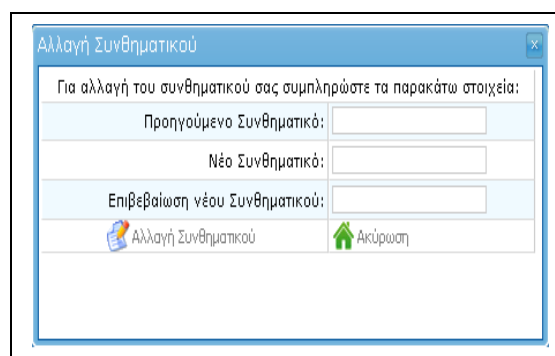 Αλλαγή Συνθηματικού
Για αλλαγή του συνθηματικού σας συμπληρώστε τα παρακάτω στοιχεία:
Προηγούμενο Συνθηματικό:
Νέο Συνθηματικό:
Επιβεβαίωση νέου Συνθηματικού:
Αλλαγή Συνθηματικού Ακύρωση